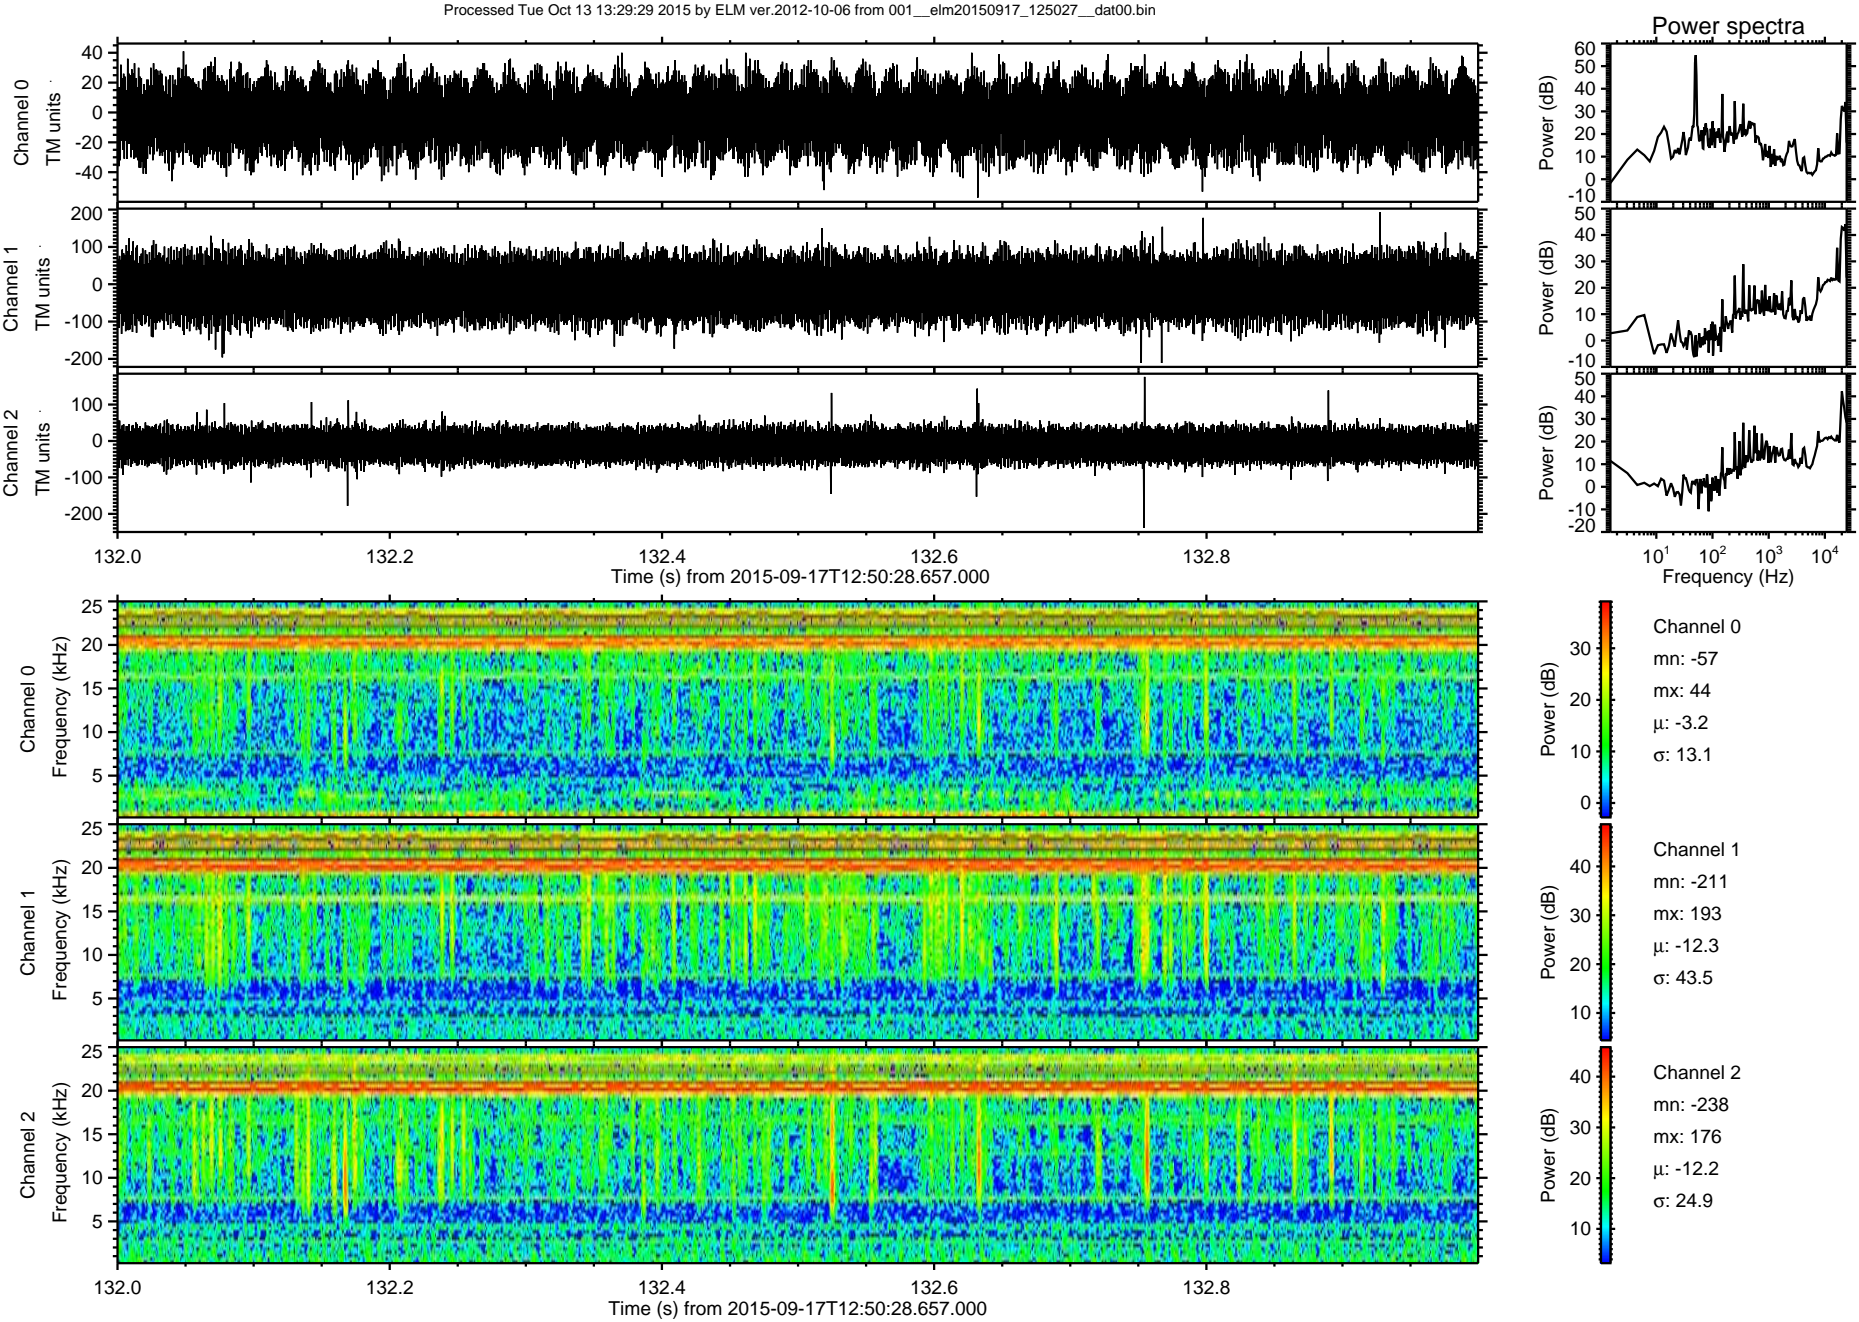 Processed Tue Oct 13 13:29:29 2015 by ELM ver.2012-10-06 from 001__elm20150917_125027__dat00.bin
Power spectra
Channel 0
TM units
40
20
0
-20
-40
Power (dB)
60
50
40
30
20
10
0
-10
Channel 1
TM units
200
100
0
-100
-200
Power (dB)
50
40
30
20
10
0
-10
Channel 2
TM units
100
0
-100
-200
Power (dB)
50
40
30
20
10
0
-10
-20
132.0 132.2 132.4 132.6 132.8
Time (s) from 2015-09-17T12:50:28.657.000
10¹ 10² 10³ 10⁴
Frequency (Hz)
Channel 0
Frequency (kHz)
25
20
15
10
5
Power (dB)
30
20
10
0
Channel 0
mn: -57
mx: 44
μ: -3.2
σ: 13.1
Channel 1
Frequency (kHz)
25
20
15
10
5
Power (dB)
40
30
20
10
Channel 1
mn: -211
mx: 193
μ: -12.3
σ: 43.5
Channel 2
Frequency (kHz)
25
20
15
10
5
Power (dB)
40
30
20
10
Channel 2
mn: -238
mx: 176
μ: -12.2
σ: 24.9
132.0 132.2 132.4 132.6 132.8
Time (s) from 2015-09-17T12:50:28.657.000